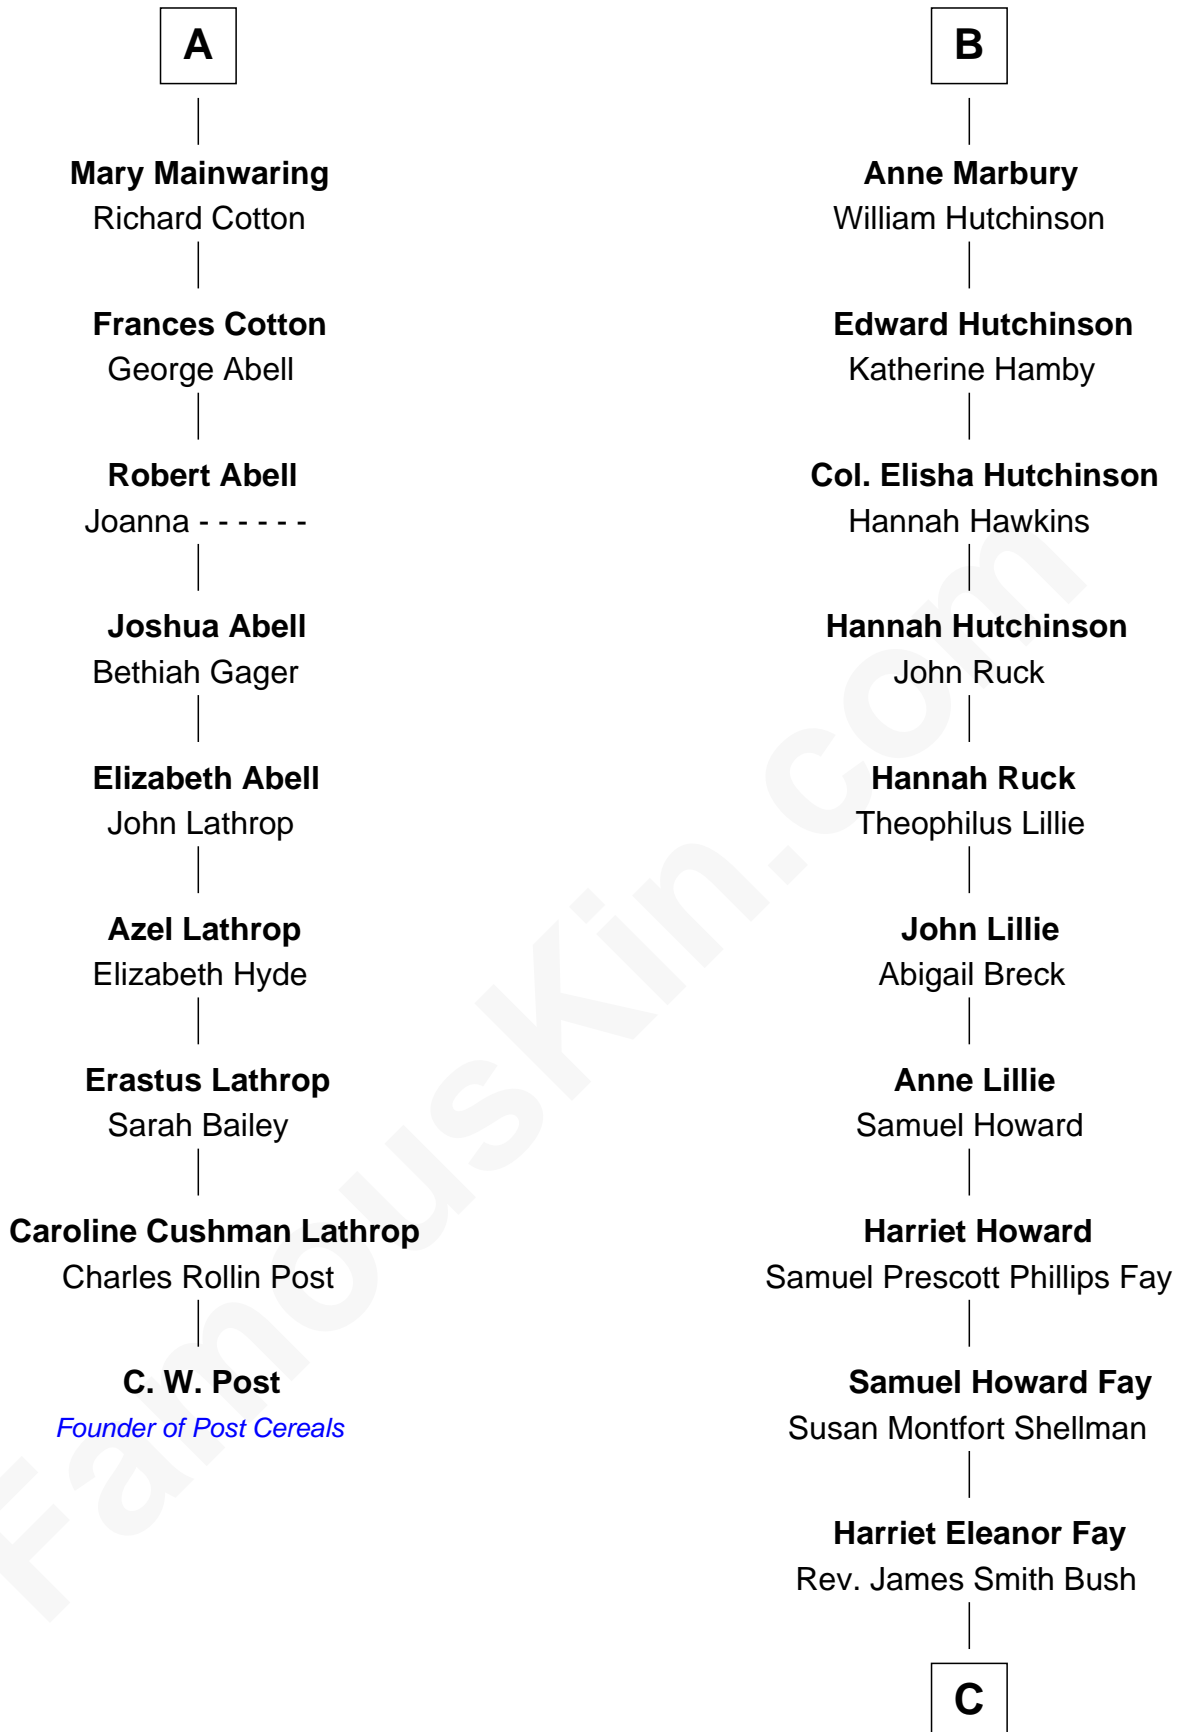 A
Mary Mainwaring
Richard Cotton
Frances Cotton
George Abell
Robert Abell
Joanna - - - - - -
Joshua Abell
Bethiah Gager
Elizabeth Abell
John Lathrop
Azel Lathrop
Elizabeth Hyde
Erastus Lathrop
Sarah Bailey
Caroline Cushman Lathrop
Charles Rollin Post
C. W. Post
Founder of Post Cereals
B
Anne Marbury
William Hutchinson
Edward Hutchinson
Katherine Hamby
Col. Elisha Hutchinson
Hannah Hawkins
Hannah Hutchinson
John Ruck
Hannah Ruck
Theophilus Lillie
John Lillie
Abigail Breck
Anne Lillie
Samuel Howard
Harriet Howard
Samuel Prescott Phillips Fay
Samuel Howard Fay
Susan Montfort Shellman
Harriet Eleanor Fay
Rev. James Smith Bush
C
FamousKin.com